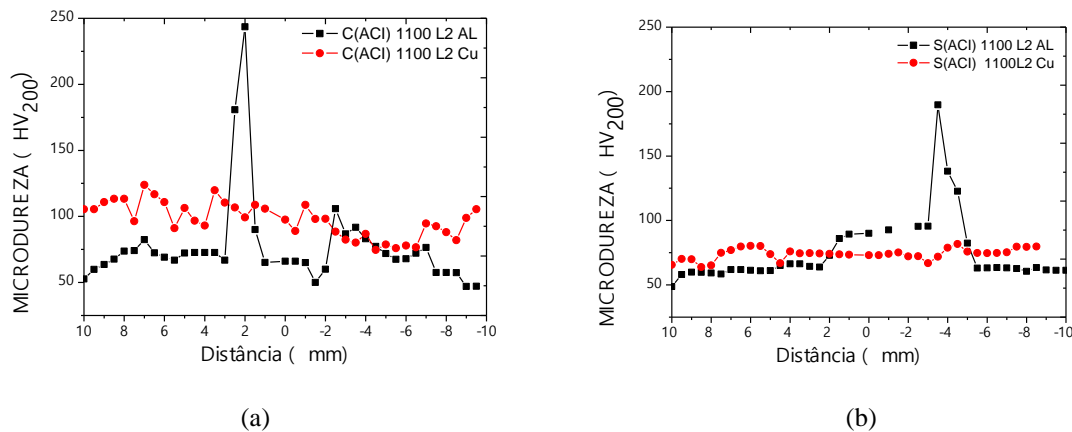 250
200
150
100
50
MICRODUREZA ( HV200)
C(ACI) 1100 L2 AL
C(ACI) 1100 L2 Cu
10 8 6 4 2 0 -2 -4 -6 -8 -10
Distância ( mm)
(a)
250
200
150
100
50
MICRODUREZA ( HV200)
S(ACI) 1100 L2 AL
S(ACI) 1100L2 Cu
10 8 6 4 2 0 -2 -4 -6 -8 -10
Distância ( mm)
(b)